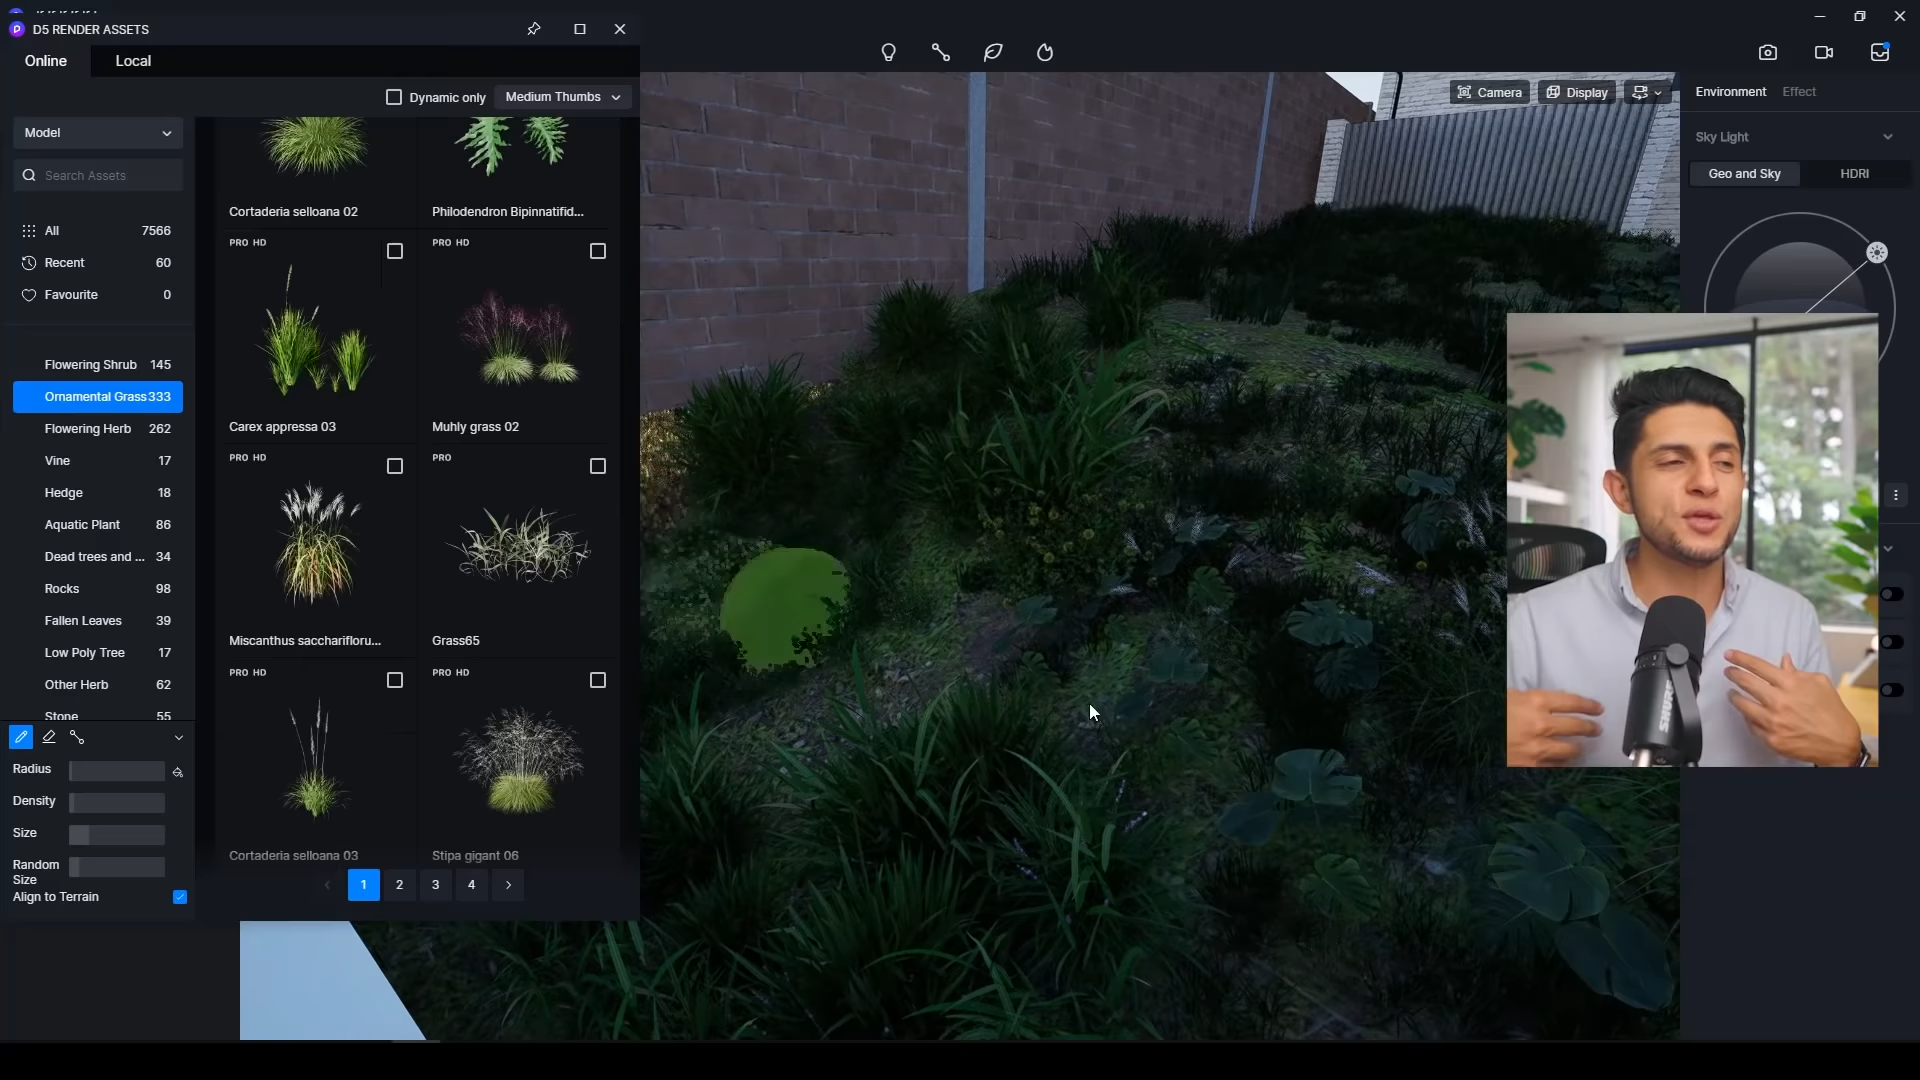 D5 RENDER ASSETS
Online
Local
Dynamic only
Medium Thumbs
Model
Search Assets
All 7566
Recent 60
Favourite 0
Flowering Shrub 145
Ornamental Grass 333
Flowering Herb 262
Vine 17
Hedge 18
Aquatic Plant 86
Dead trees and ... 34
Rocks 98
Fallen Leaves 39
Low Poly Tree 17
Other Herb 62
Stone 55
Radius
Density
Size
Random
Size
Align to Terrain
Cortaderia selloana 02
Philodendron Bipinnatifid...
PRO HD
PRO HD
Carex appressa 03
Muhly grass 02
PRO HD
PRO
Miscanthus saccharifloru...
Grass65
PRO HD
PRO HD
Cortaderia selloana 03
Stipa gigant 06
1
2
3
4
Camera
Display
Environment
Effect
Sky Light
Geo and Sky
HDRI
SHURE